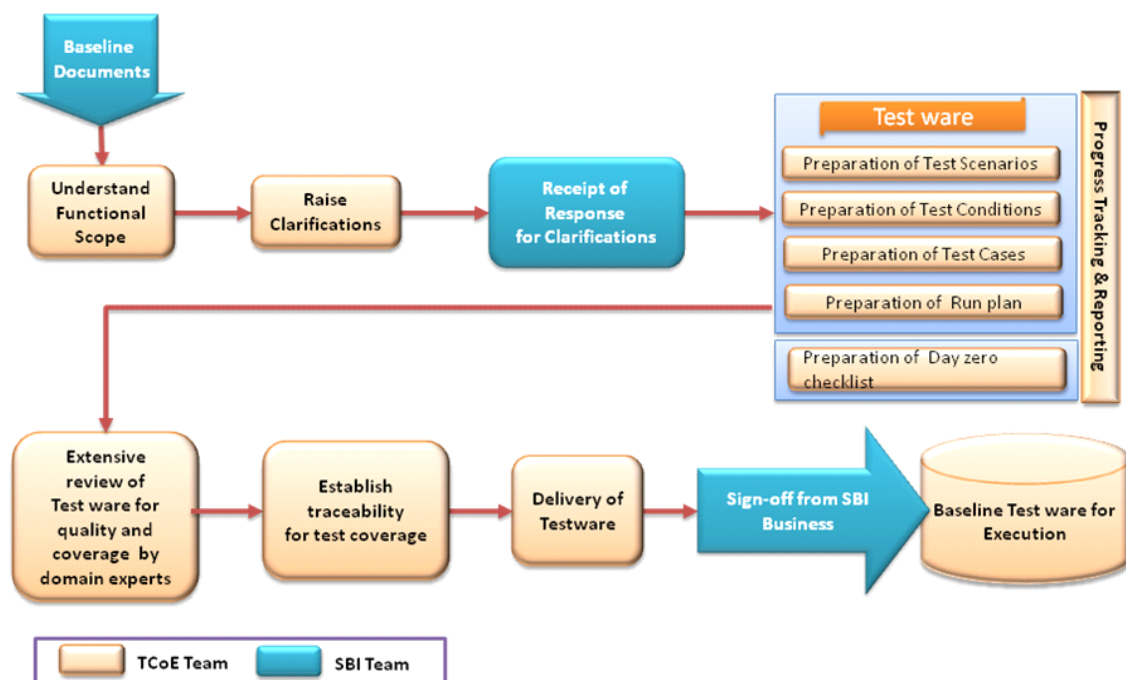 Baseline
Documents
Understand
Functional
Scope
Raise
Clarifications
Receipt of
Response
for Clarifications
Test ware
Preparation of Test Scenarios
Preparation of Test Conditions
Preparation of Test Cases
Preparation of Run plan
Preparation of Day zero
checklist
Progress Tracking & Reporting
Extensive
review of
Test ware for
quality and
coverage by
domain experts
Establish
traceability
for test coverage
Delivery of
Testware
Sign-off from SBI
Business
Baseline Test ware for
Execution
TCoE Team
SBI Team